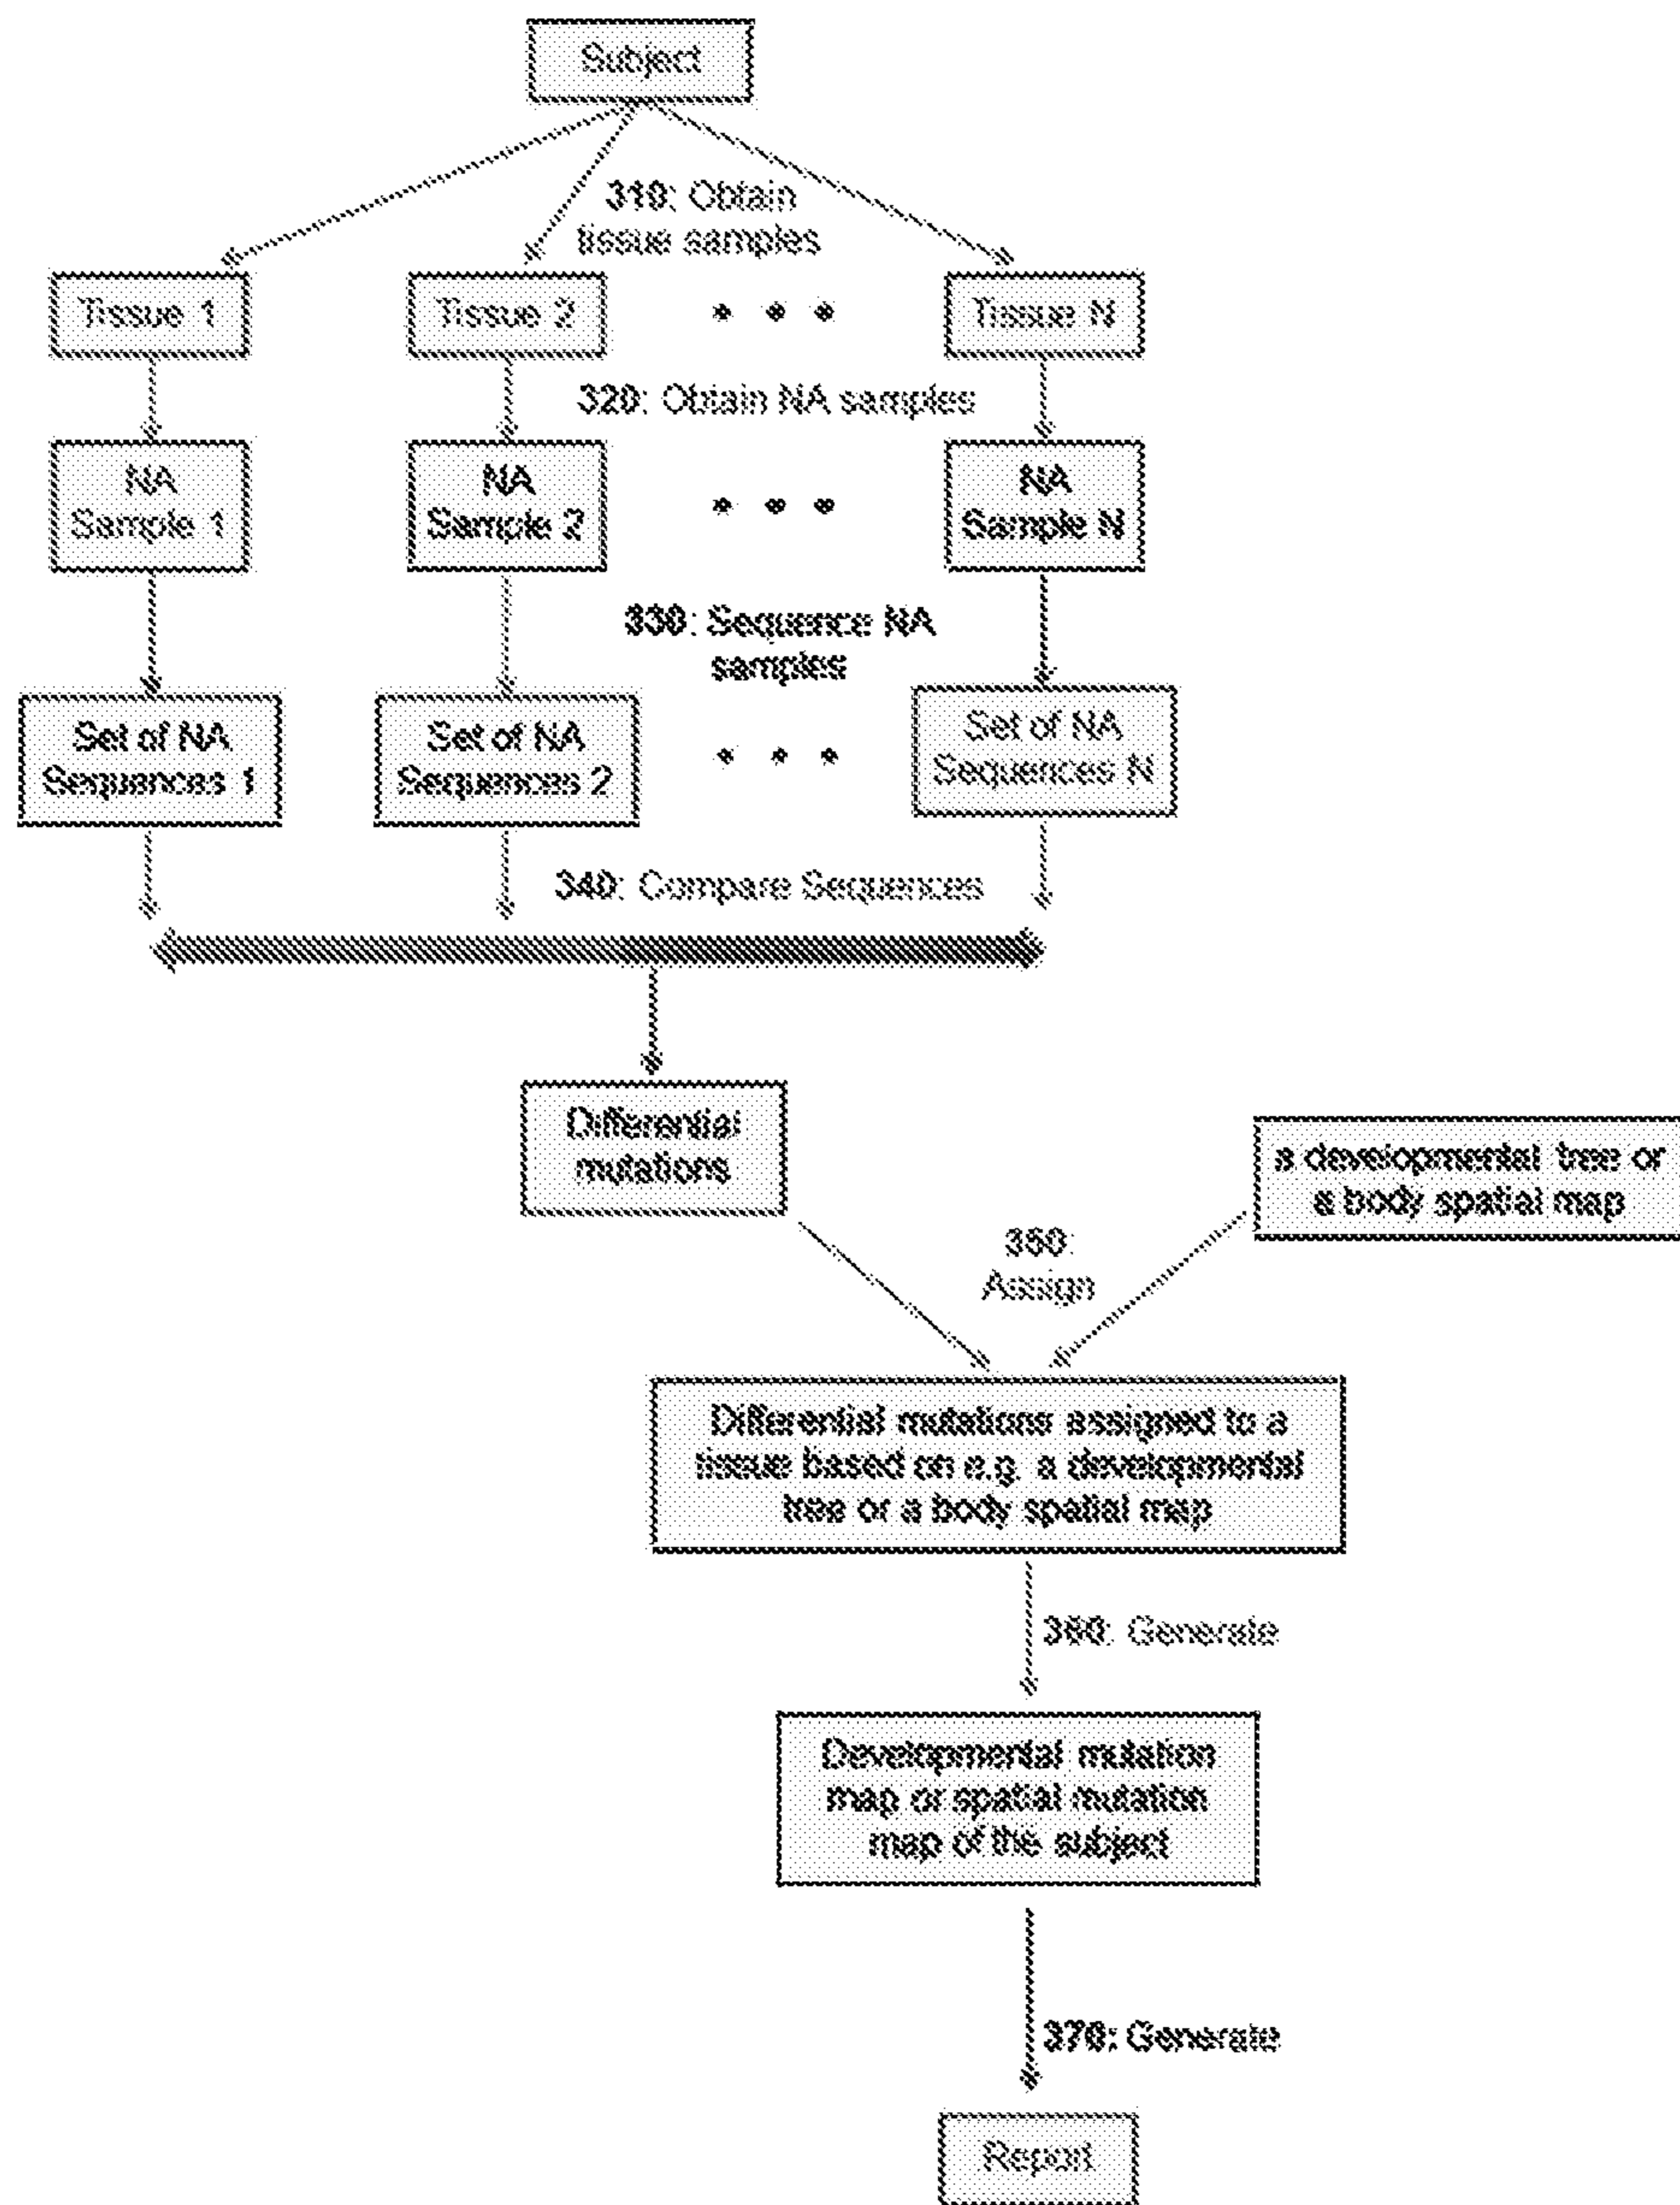 Subject
310: Obtain
tissue samples
Tissue 1
Tissue 2
Tissue N
320: Obtain NA samples
NA
Sample 1
NA
Sample 2
NA
Sample N
330: Sequence NA
samples
Set of NA
Sequences 1
Set of NA
Sequences 2
Set of NA
Sequences N
340: Compare Sequences
Differential
mutations
a developmental tree or
a body spatial map
350:
Assign
Differential mutations assigned to a
tissue based on e.g. a developmental
tree or a body spatial map
360: Generate
Developmental mutation
map or spatial mutation
map of the subject
370: Generate
Report